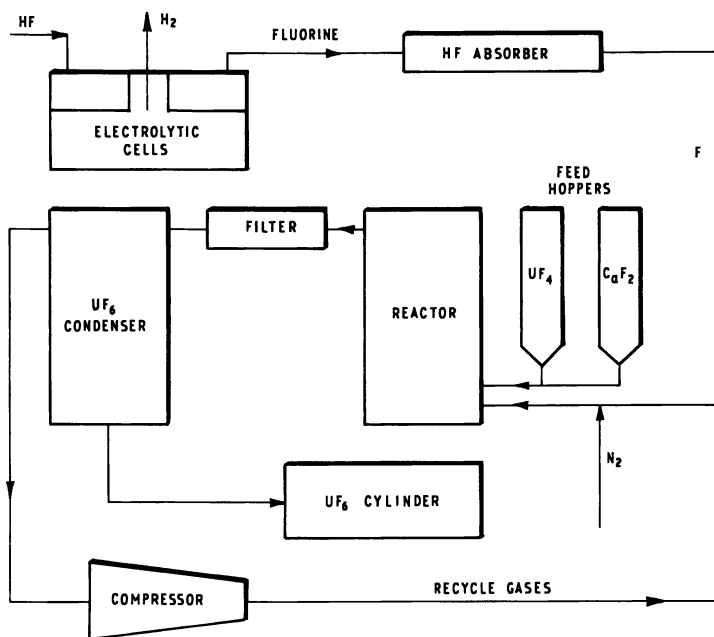 HF
H₂
FLUORINE
HF ABSORBER
ELECTROLYTIC
CELLS
F
FEED
HOPPERS
FILTER
UF₄
CaF₂
UF₆
CONDENSER
REACTOR
N₂
UF₆ CYLINDER
COMPRESSOR
RECYCLE GASES